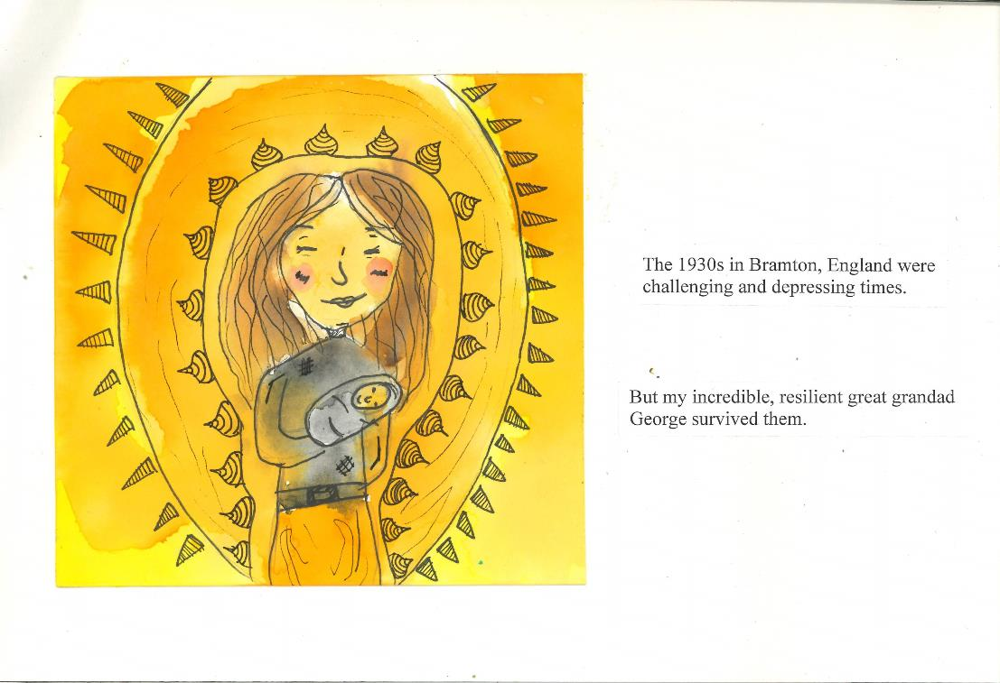 The 1930s in Bramton, England were
challenging and depressing times.
But my incredible, resilient great grandad
George survived them.